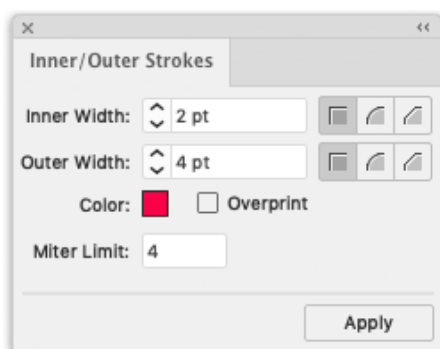 Inner/Outer Strokes
Inner Width: 2 pt
Outer Width: 4 pt
Color: Overprint
Miter Limit: 4
Apply